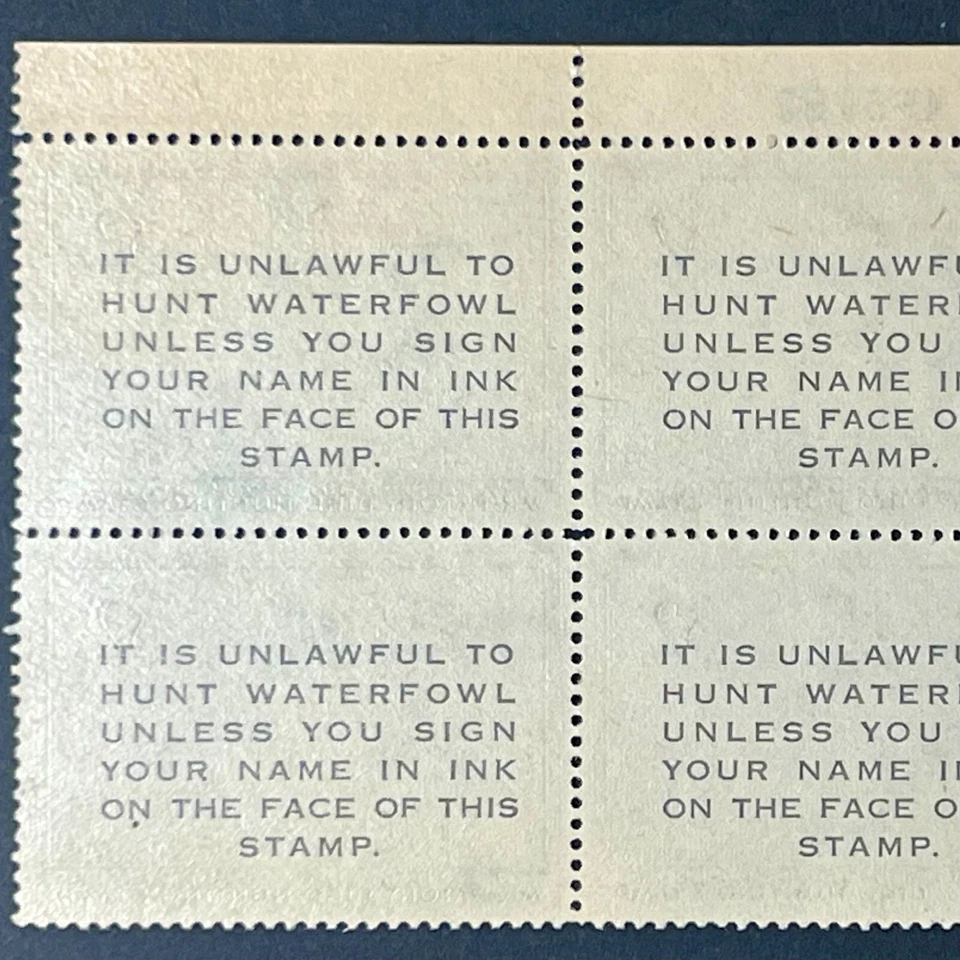 IT IS UNLAWFUL TO
HUNT WATERFOWL
UNLESS YOU SIGN
YOUR NAME IN INK
ON THE FACE OF THIS
STAMP.
IT IS UNLAWFU
HUNT WATER
UNLESS YOU
YOUR NAME IN
ON THE FACE O
STAMP.
IT IS UNLAWFUL TO
HUNT WATERFOWL
UNLESS YOU SIGN
YOUR NAME IN INK
ON THE FACE OF THIS
STAMP.
IT IS UNLAWFU
HUNT WATER
UNLESS YOU
YOUR NAME IN
ON THE FACE O
STAMP.